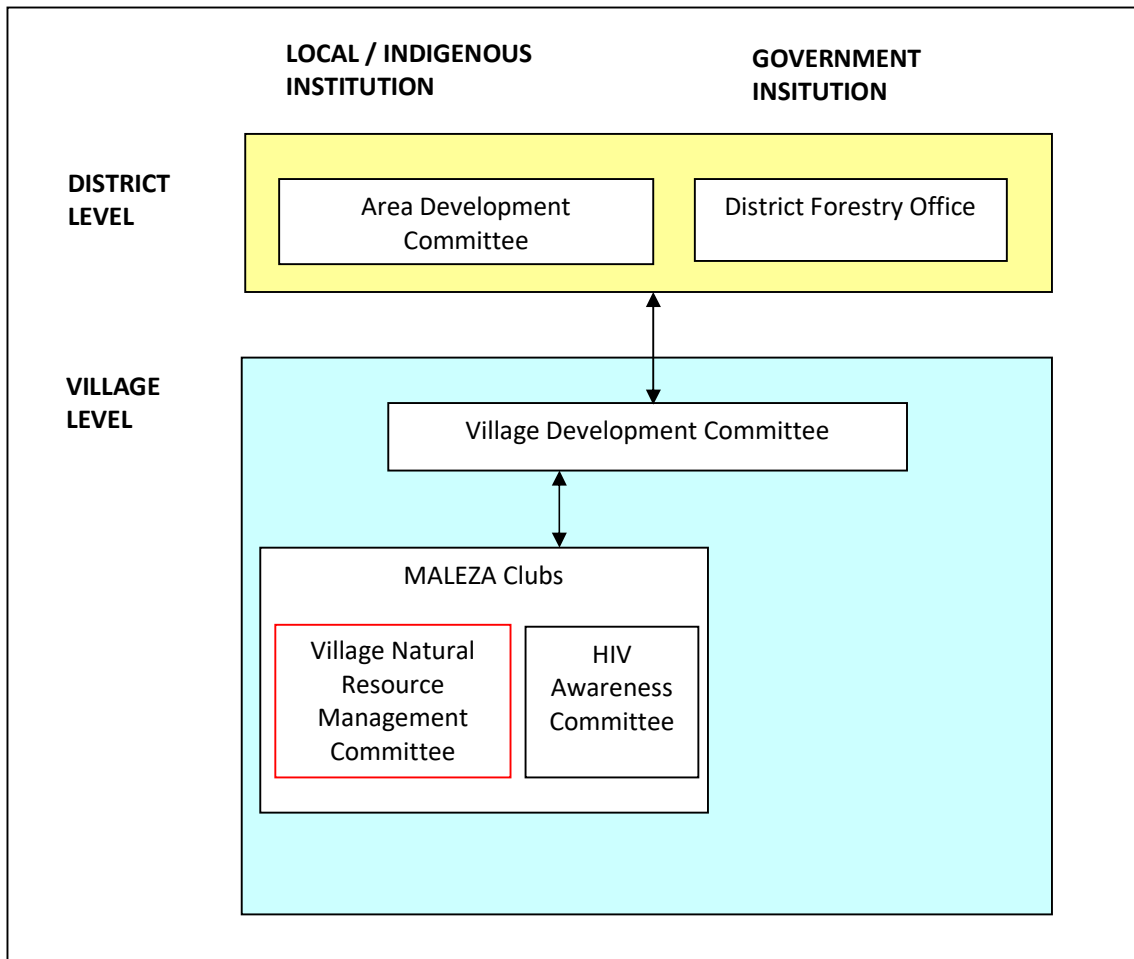 LOCAL / INDIGENOUS
INSTITUTION
GOVERNMENT
INSITUTION
DISTRICT
LEVEL
Area Development
Committee
District Forestry Office
VILLAGE
LEVEL
Village Development Committee
MALEZA Clubs
Village Natural
Resource
Management
Committee
HIV
Awareness
Committee